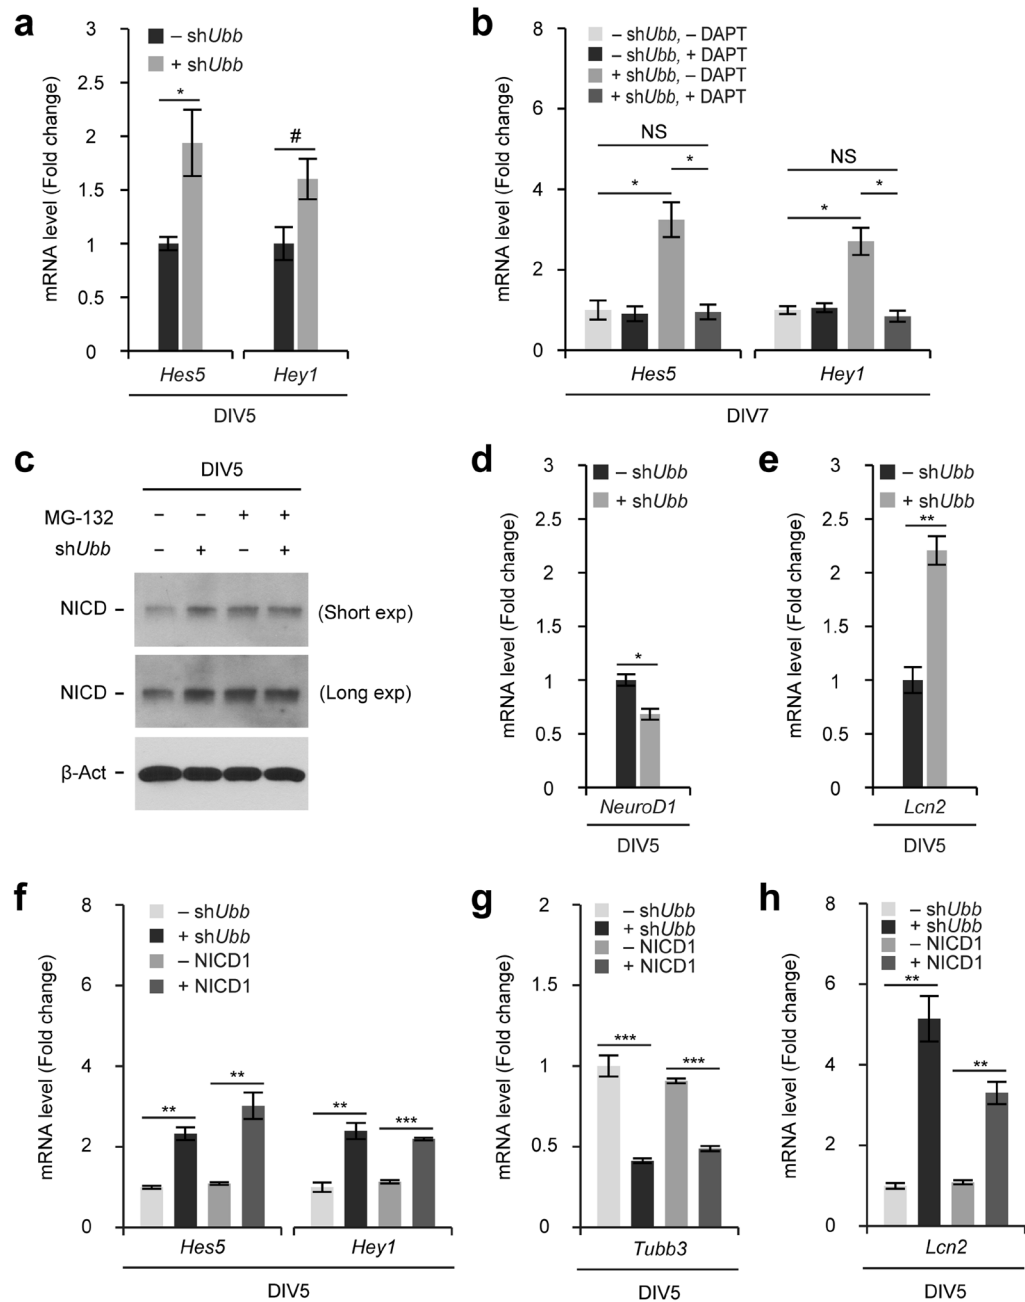 a
mRNA level (Fold change)
3
2.5
2
1.5
1
0.5
0
– shUbb
+ shUbb
*
#
Hes5
Hey1
DIV5
b
mRNA level (Fold change)
8
6
4
2
0
– shUbb, – DAPT
– shUbb, + DAPT
+ shUbb, – DAPT
+ shUbb, + DAPT
NS
*
*
NS
*
*
Hes5
Hey1
DIV7
c
DIV5
MG-132 – – + +
shUbb – + – +
NICD – (Short exp)
NICD – (Long exp)
β-Act –
d
mRNA level (Fold change)
3
2.5
2
1.5
1
0.5
0
– shUbb
+ shUbb
*
NeuroD1
DIV5
e
mRNA level (Fold change)
3
2.5
2
1.5
1
0.5
0
– shUbb
+ shUbb
**
Lcn2
DIV5
f
mRNA level (Fold change)
8
6
4
2
0
– shUbb
+ shUbb
– NICD1
+ NICD1
**
**
**
***
Hes5
Hey1
DIV5
g
mRNA level (Fold change)
2
1.5
1
0.5
0
– shUbb
+ shUbb
– NICD1
+ NICD1
***
***
Tubb3
DIV5
h
mRNA level (Fold change)
8
6
4
2
0
– shUbb
+ shUbb
– NICD1
+ NICD1
**
**
Lcn2
DIV5